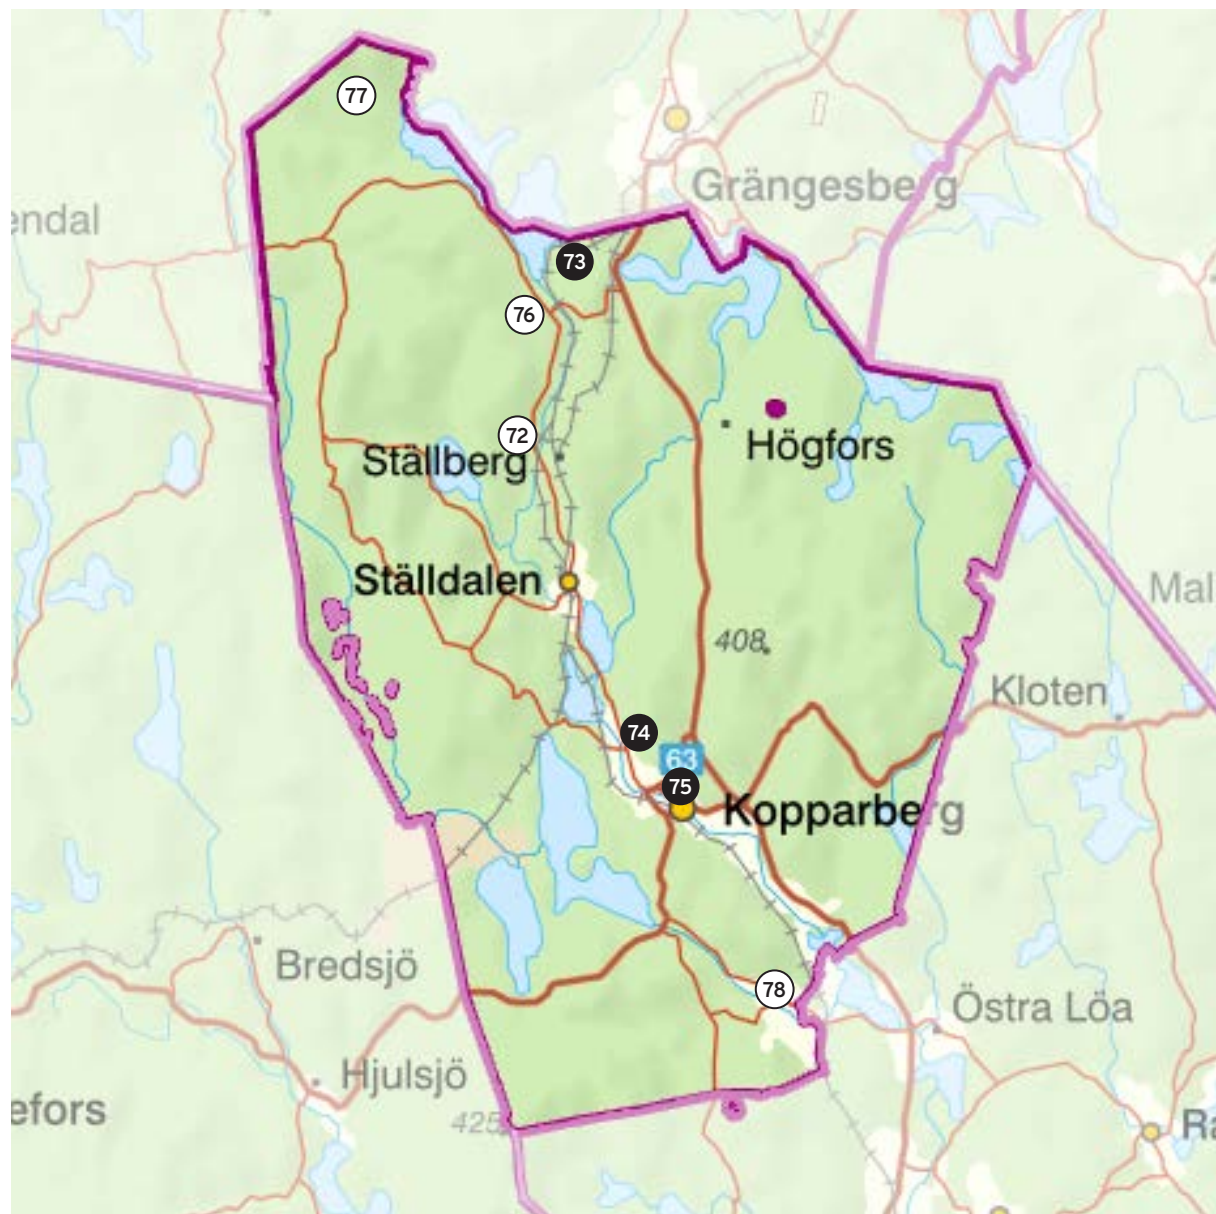 77
Grängesberg
endal
73
76
72
Ställberg
Högfors
Ställdalen
408
Mal
Kloten
74
63
75
Kopparberg
Bredsjö
78
Östra Löa
Hjulsjö
efors
425
Ra